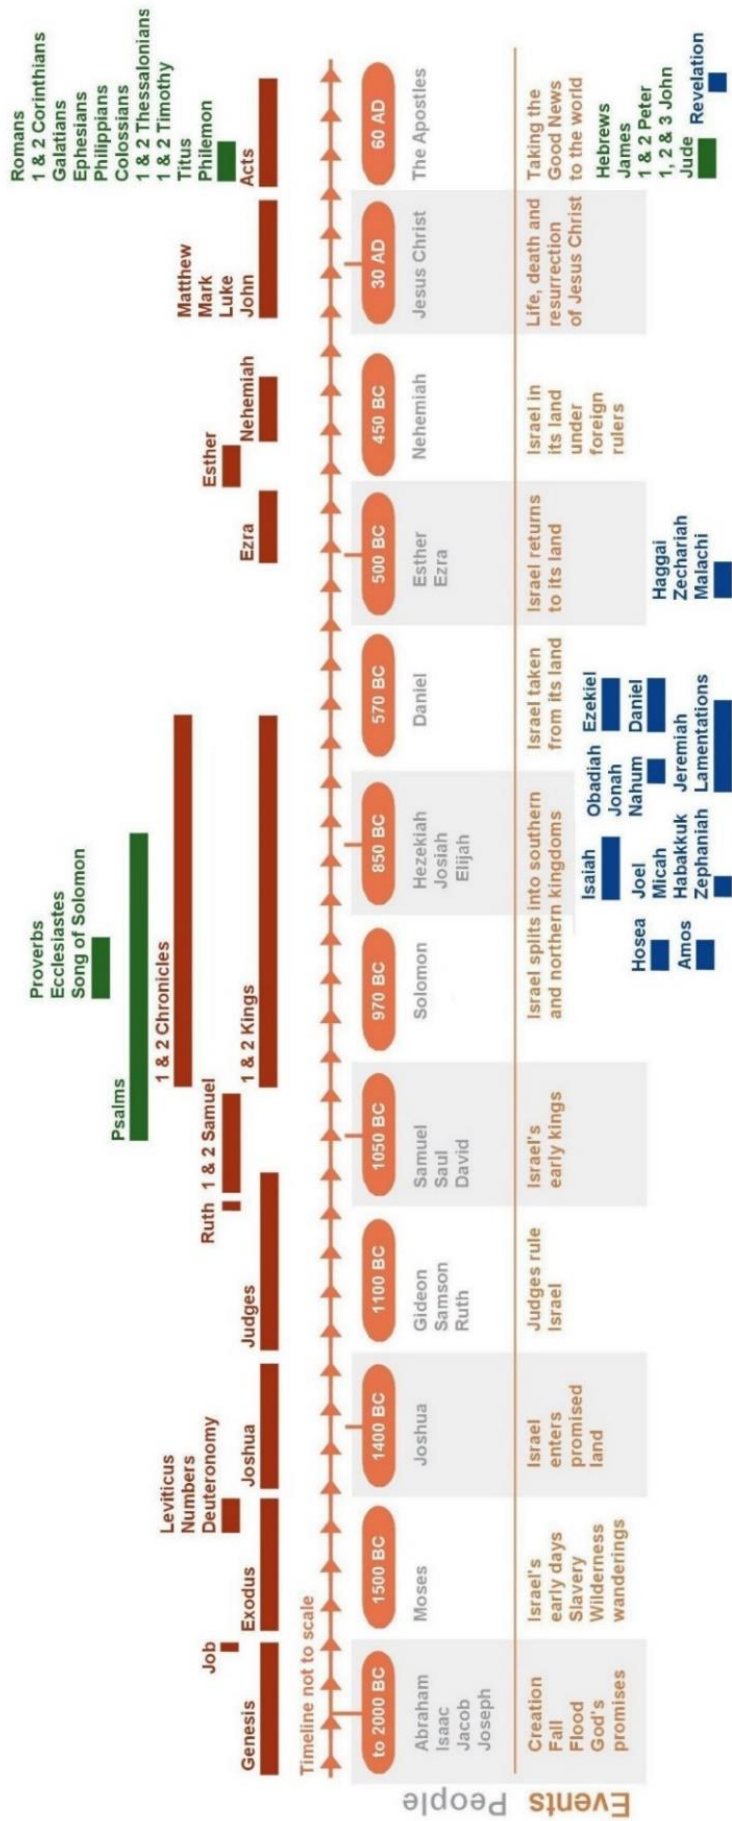 Proverbs
Ecclesiastes
Song of Solomon
Psalms
1 & 2 Chronicles
Romans
1 & 2 Corinthians
Galatians
Ephesians
Philippians
Colossians
1 & 2 Thessalonians
1 & 2 Timothy
Titus
Philemon
Leviticus
Numbers
Deuteronomy
Job
Ruth
1 & 2 Samuel
Esther
Matthew
Mark
Luke
John
Genesis
Exodus
Joshua
Judges
1 & 2 Kings
Ezra
Nehemiah
Acts
Timeline not to scale
to 2000 BC
1500 BC
1400 BC
1100 BC
1050 BC
970 BC
850 BC
570 BC
500 BC
450 BC
30 AD
60 AD
People
Abraham
Isaac
Jacob
Joseph
Moses
Joshua
Gideon
Samson
Ruth
Samuel
Saul
David
Solomon
Hezekiah
Josiah
Elijah
Daniel
Esther
Ezra
Nehemiah
Jesus Christ
The Apostles
Events
Creation
Fall
Flood
God's
promises
Israel's
early days
Slavery
Wilderness
wanderings
Israel
enters
promised
land
Judges rule
Israel
Israel's
early kings
Israel splits into southern
and northern kingdoms
Israel taken
from its land
Israel returns
to its land
Israel in
its land
under
foreign
rulers
Life, death and
resurrection
of Jesus Christ
Taking the
Good News
to the world
Hosea
Amos
Isaiah
Joel
Micah
Habakkuk
Zephaniah
Obadiah
Jonah
Nahum
Jeremiah
Lamentations
Ezekiel
Daniel
Haggai
Zechariah
Malachi
Hebrews
James
1 & 2 Peter
1, 2 & 3 John
Jude
Revelation